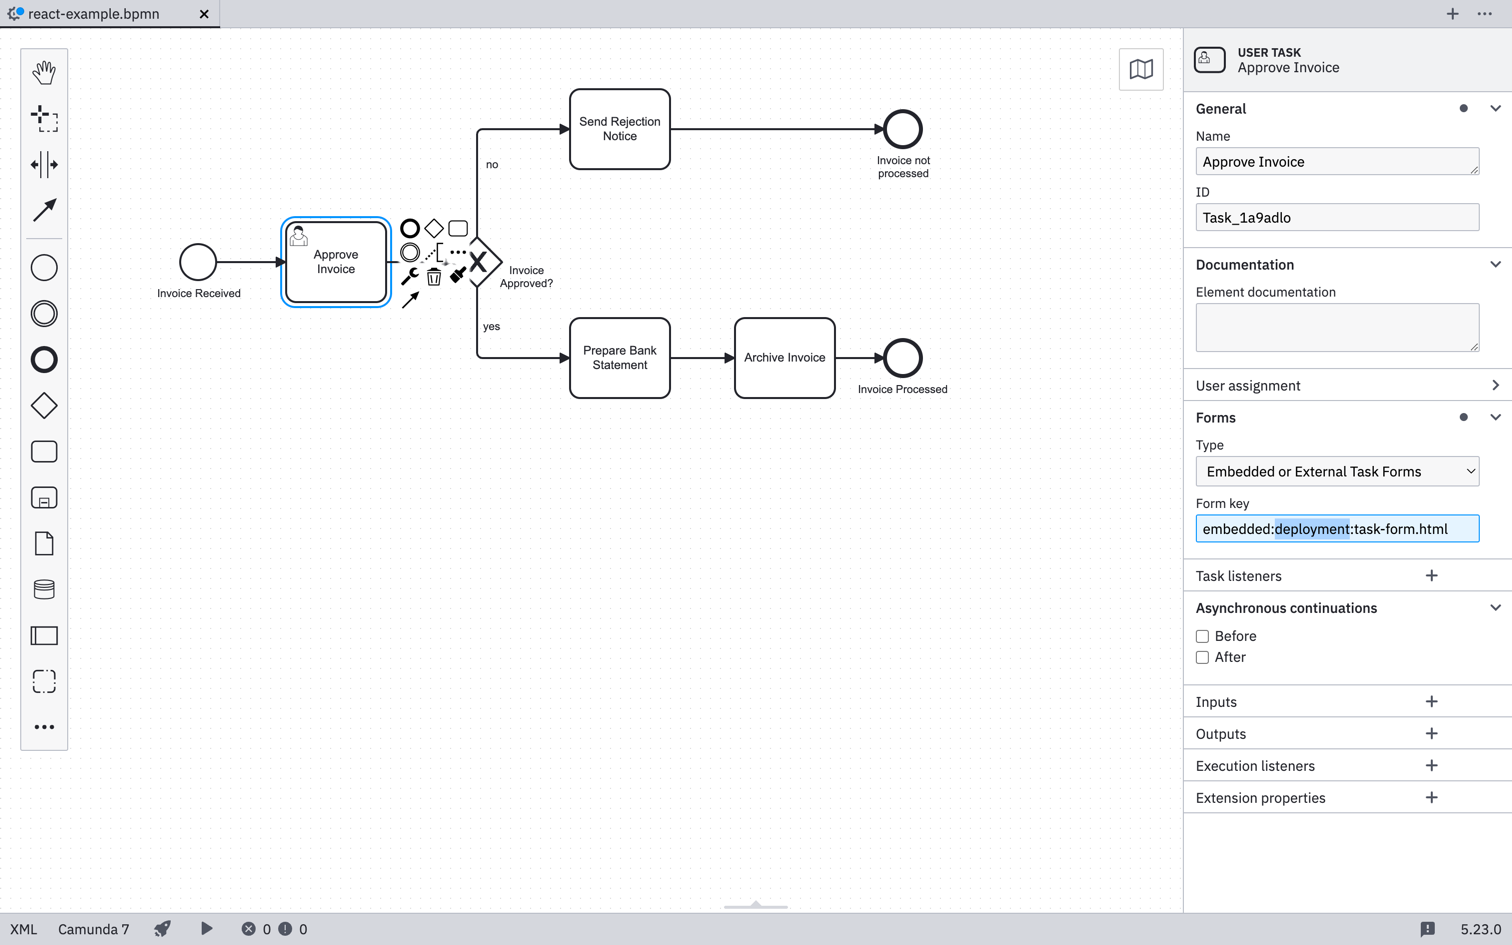 react-example.bpmn
USER TASK
Approve Invoice
General
Name
Approve Invoice
ID
Task_1a9adlo
Documentation
Element documentation
User assignment
Forms
Type
Embedded or External Task Forms
Form key
embedded:deployment:task-form.html
Task listeners
Asynchronous continuations
Before
After
Inputs
Outputs
Execution listeners
Extension properties
Send Rejection
Notice
Invoice not
processed
no
Approve
Invoice
Invoice Received
Invoice
Approved?
yes
Prepare Bank
Statement
Archive Invoice
Invoice Processed
XML
Camunda 7
0
0
5.23.0